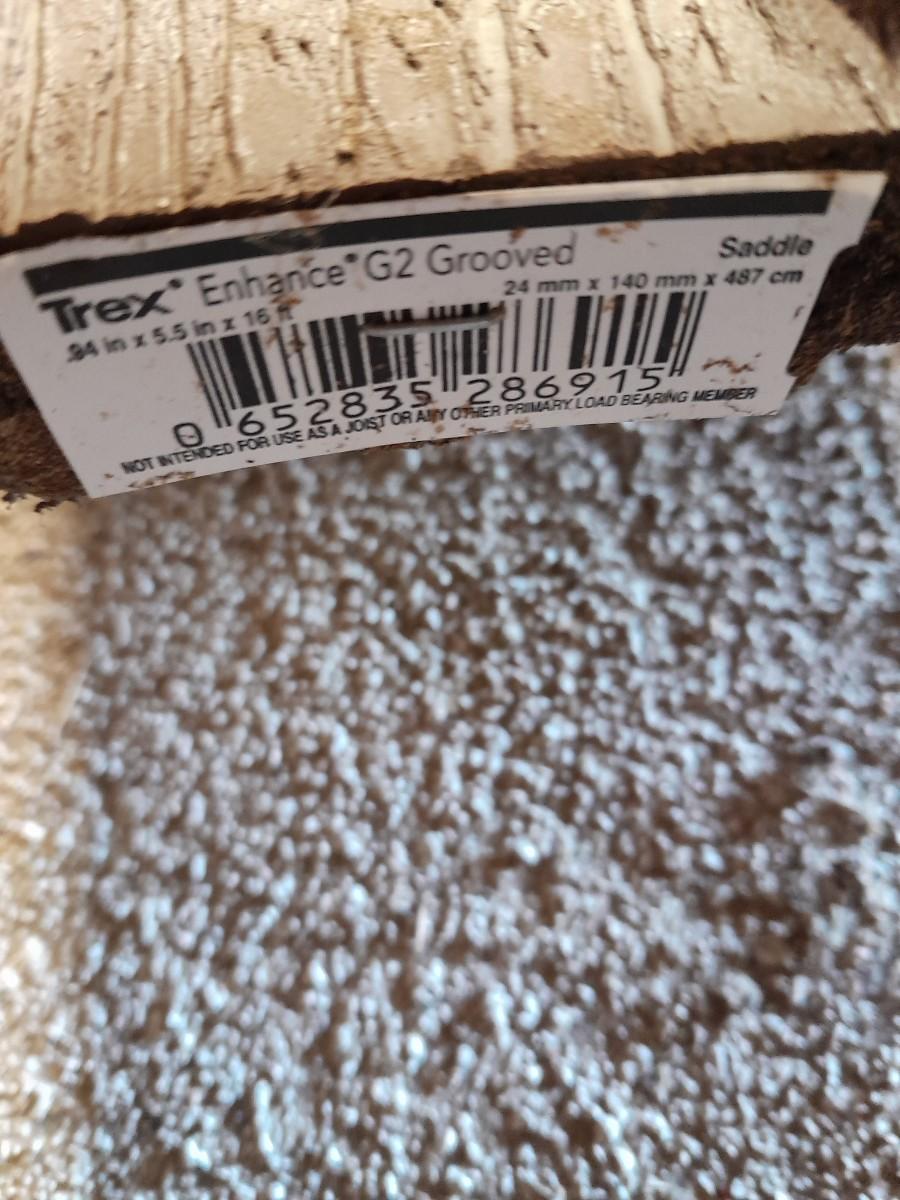 Trex® Enhance® G2 Grooved Saddle
.94 in x 5.5 in x 16 ft 24 mm x 140 mm x 487 cm
0 652835 286915
NOT INTENDED FOR USE AS A JOIST OR ANY OTHER PRIMARY LOAD BEARING MEMBER